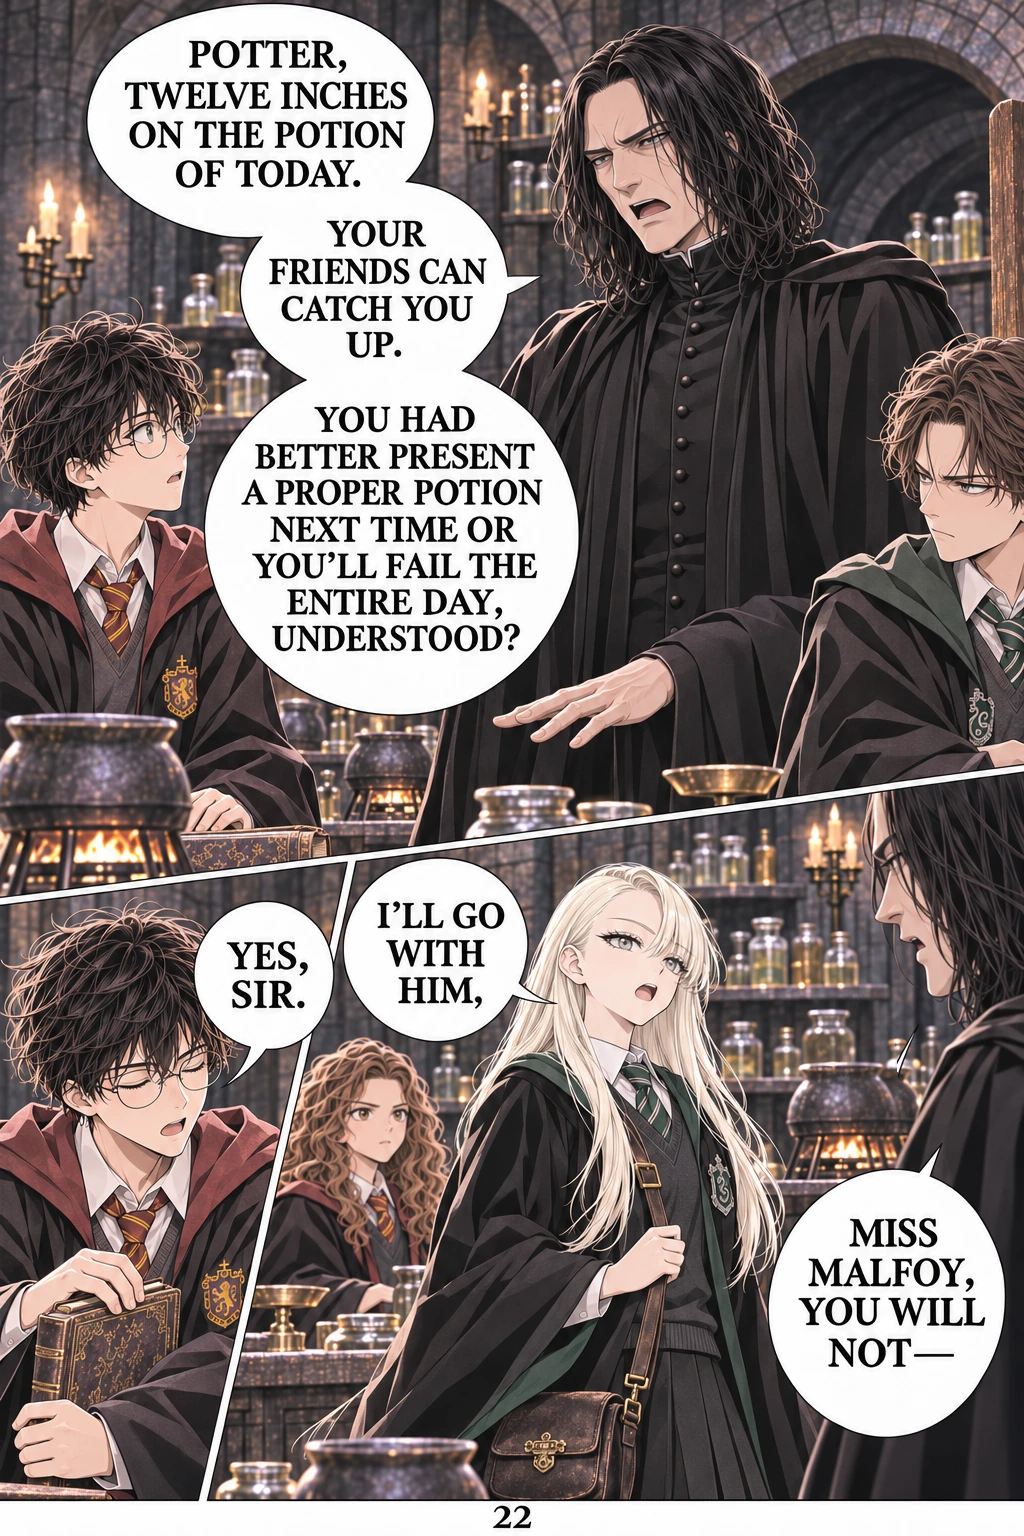 POTTER,
TWELVE INCHES
ON THE POTION
OF TODAY.
YOUR
FRIENDS CAN
CATCH YOU
UP.
YOU HAD
BETTER PRESENT
A PROPER POTION
NEXT TIME OR
YOU'LL FAIL THE
ENTIRE DAY,
UNDERSTOOD?
YES,
SIR.
I'LL GO
WITH
HIM,
MISS
MALFOY,
YOU WILL
NOT—
22